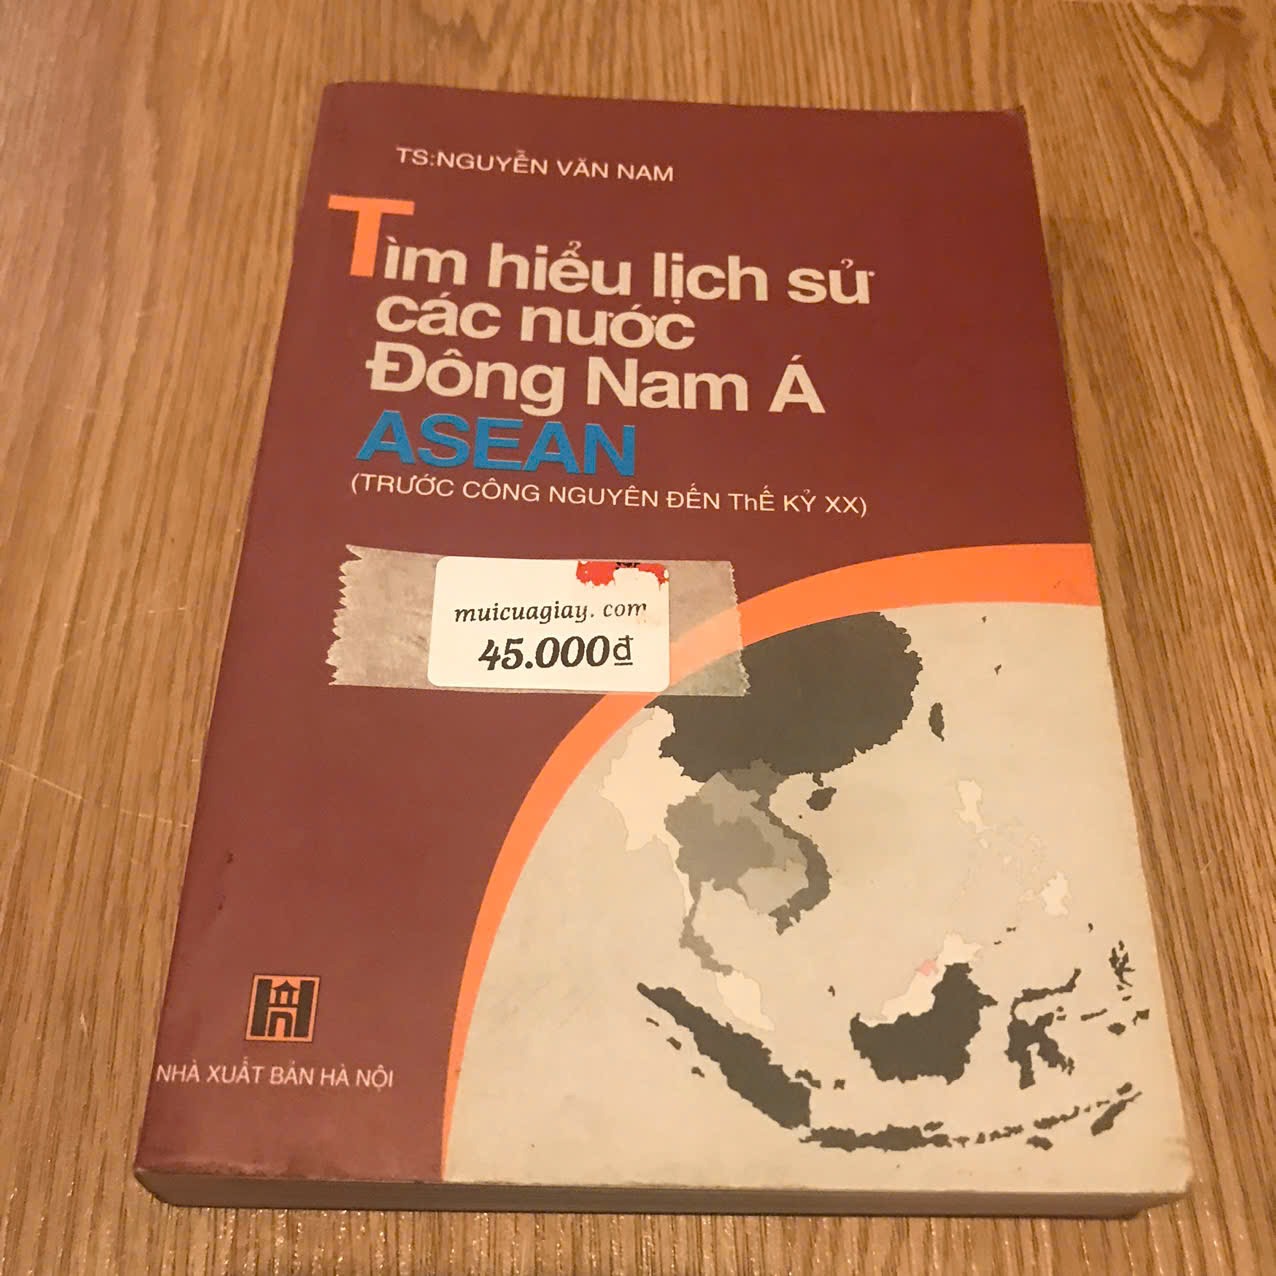 TS:NGUYỄN VĂN NAM
Tìm hiểu lịch sử
các nước
Đông Nam Á
ASEAN
(TRƯỚC CÔNG NGUYÊN ĐẾN ThẾ KỶ XX)
muicuagiay. com
45.000đ
NHÀ XUẤT BẢN HÀ NỘI